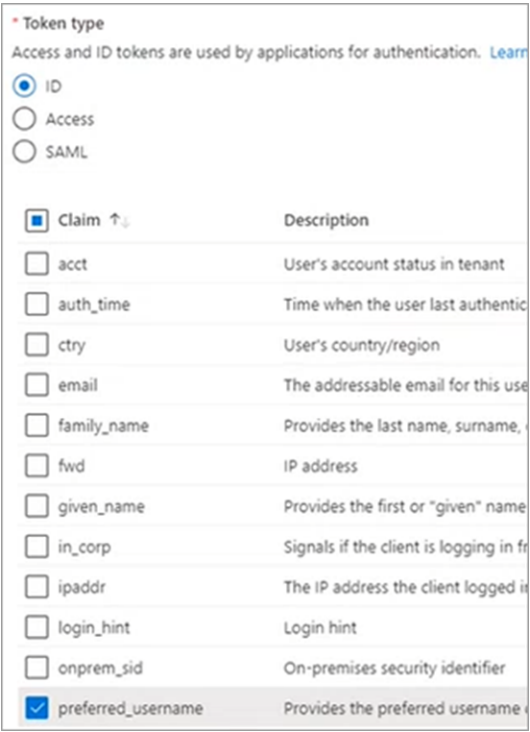 * Token type
Access and ID tokens are used by applications for authentication. Learn
ID
Access
SAML
Claim ↑↓ Description
acct User's account status in tenant
auth_time Time when the user last authentic
ctry User's country/region
email The addressable email for this use
family_name Provides the last name, surname,
fwd IP address
given_name Provides the first or "given" name
in_corp Signals if the client is logging in fr
ipaddr The IP address the client logged i
login_hint Login hint
onprem_sid On-premises security identifier
preferred_username Provides the preferred username